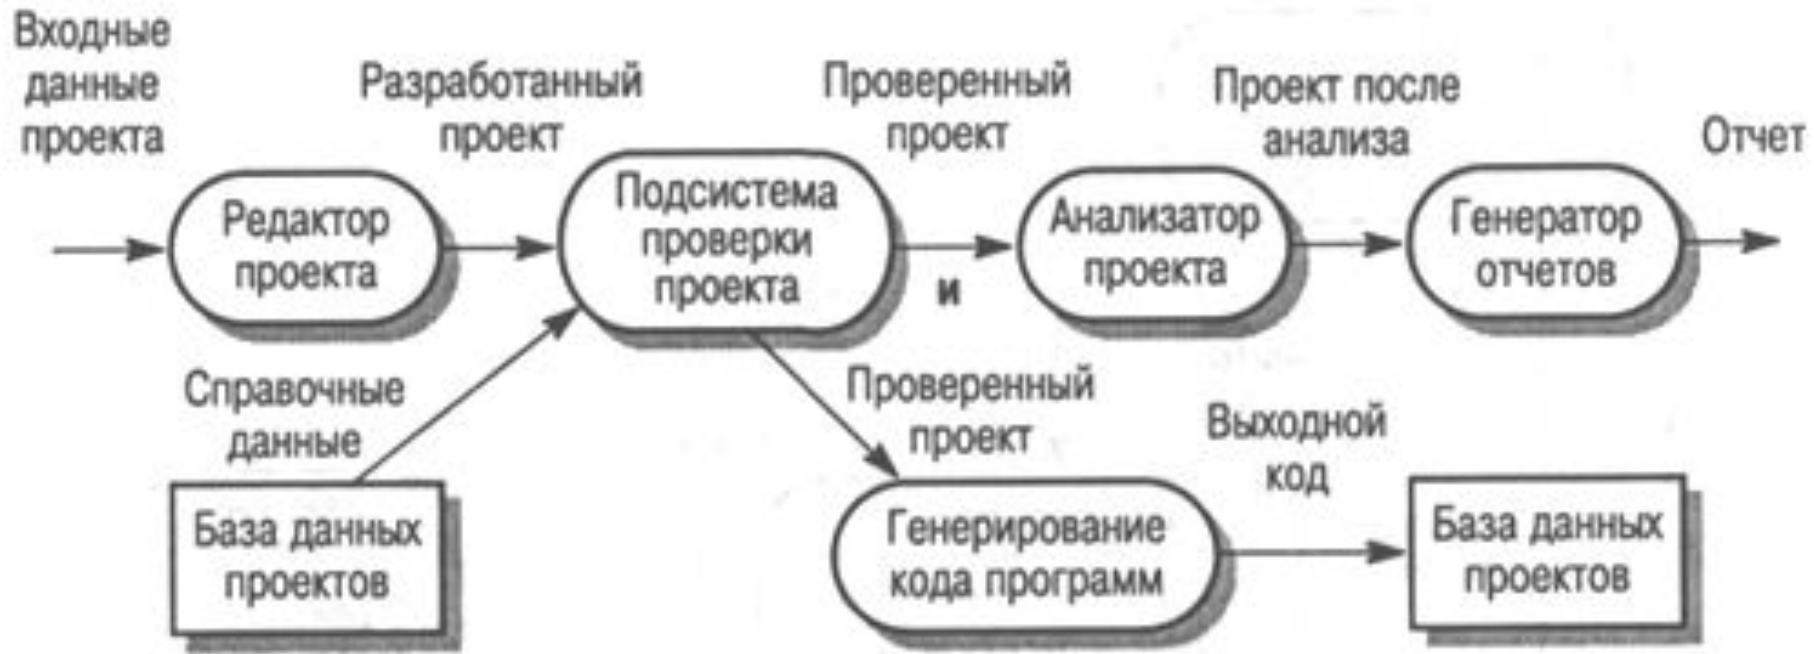 Входные
данные
проекта
Разработанный
проект
Проверенный
проект
Проект после
анализа
Отчет
Редактор
проекта
Подсистема
проверки
проекта
и
Анализатор
проекта
Генератор
отчетов
Справочные
данные
Проверенный
проект
Выходной
код
База данных
проектов
Генерирование
кода программ
База данных
проектов